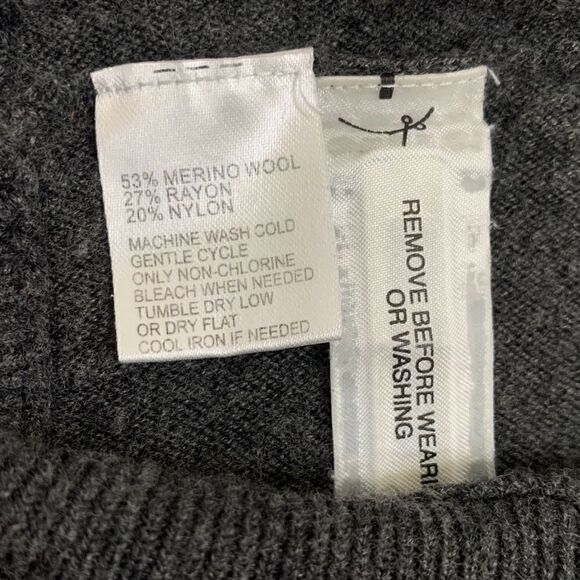 53% MERINO WOOL
27% RAYON
20% NYLON
MACHINE WASH COLD
GENTLE CYCLE
ONLY NON-CHLORINE
BLEACH WHEN NEEDED
TUMBLE DRY LOW
OR DRY FLAT
COOL IRON IF NEEDED
REMOVE BEFORE WEARI
OR WASHING